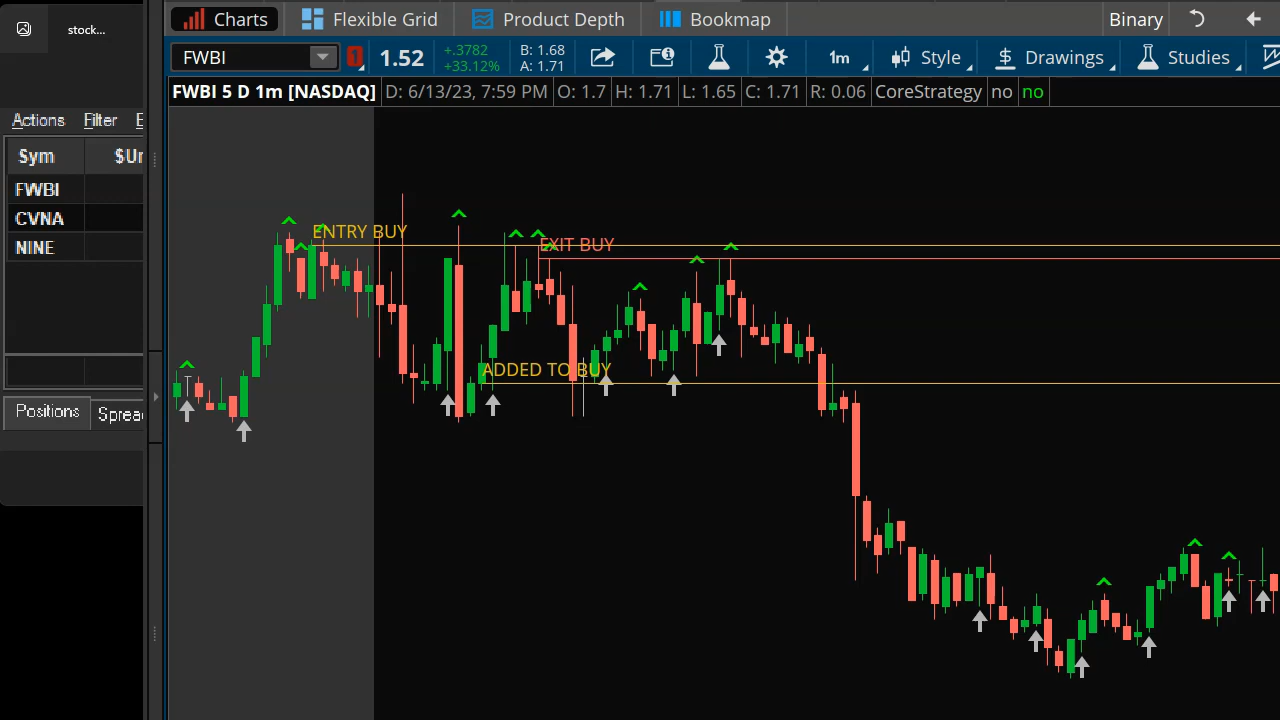 stock...
Charts Flexible Grid Product Depth Bookmap Binary
FWBI 1 1.52 +.3782 B: 1.68 1m Style $ Drawings Studies
+33.12% A: 1.71
FWBI 5 D 1m [NASDAQ] D: 6/13/23, 7:59 PM O: 1.7 H: 1.71 L: 1.65 C: 1.71 R: 0.06 CoreStrategy no no
Actions Filter
Sym
FWBI
CVNA
NINE
Positions
ENTRY BUY
EXIT BUY
ADDED TO BUY